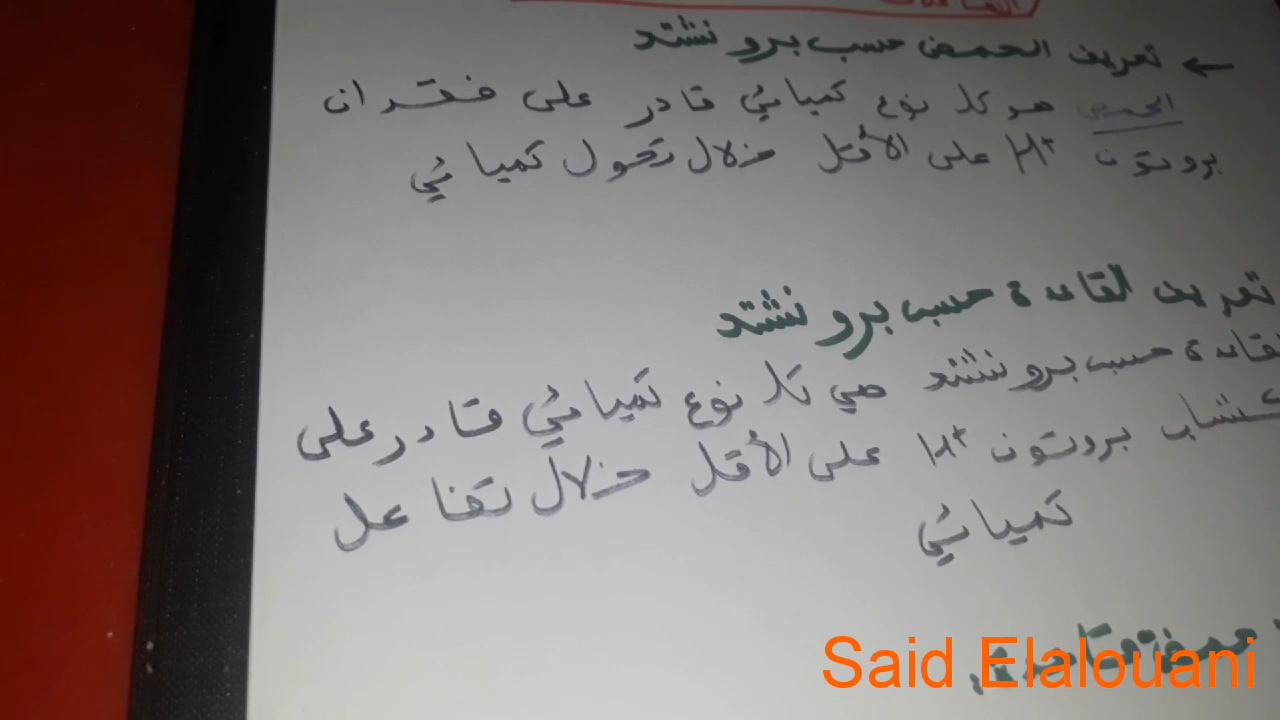 ← تعريف الحمض حسب برونشتد
الحمض هو كل نوع كيميائي قادر على فقدان
بروتون H+ على الأقل خلال تحول كيميائي
تعريف القاعدة حسب برونشتد
القاعدة حسب برونشتد هي كل نوع كيميائي قادر على
بروتون H+ على الأقل خلال تفاعل
كيميائي
Said Elalouani